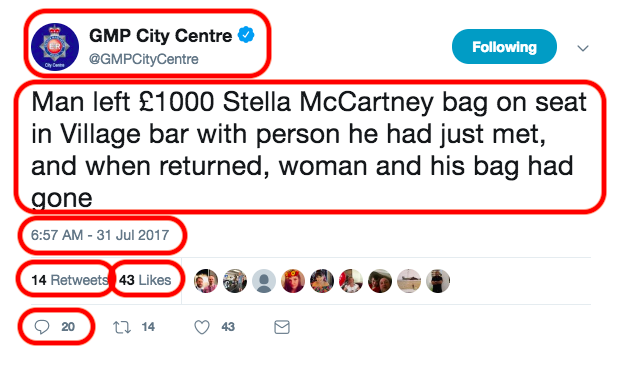 GMP City Centre
@GMPCityCentre
Following
Man left £1000 Stella McCartney bag on seat
in Village bar with person he had just met,
and when returned, woman and his bag had
gone
6:57 AM - 31 Jul 2017
14 Retweets 43 Likes
20 14 43